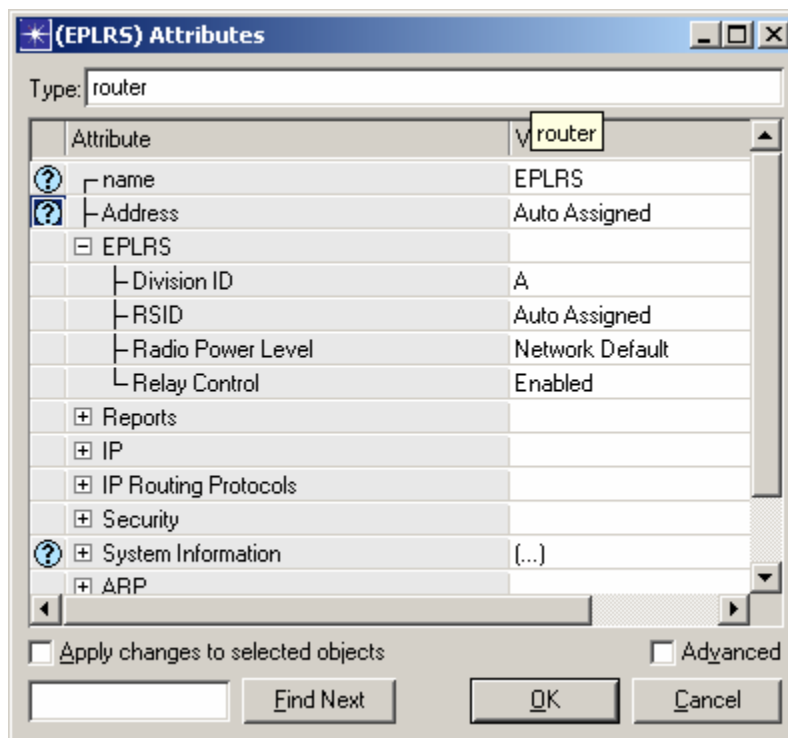 (EPLRS) Attributes
Type: router
Attribute V router
name EPLRS
Address Auto Assigned
EPLRS
Division ID A
RSID Auto Assigned
Radio Power Level Network Default
Relay Control Enabled
Reports
IP
IP Routing Protocols
Security
System Information (...)
ARP
Apply changes to selected objects Advanced
Find Next OK Cancel